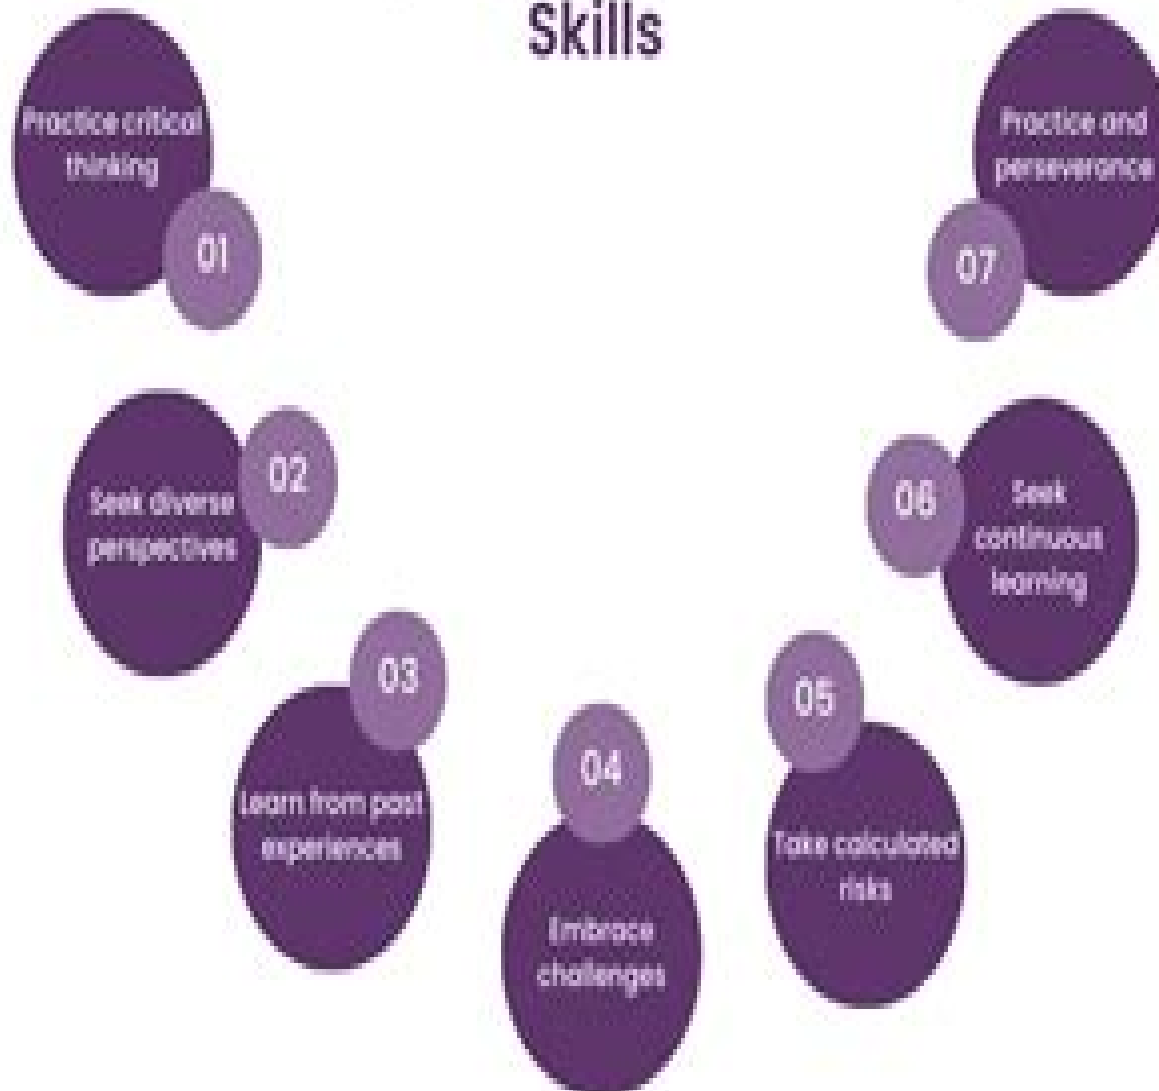 Skills
Practice critical
thinking
01
Seek diverse
perspectives
02
Learn from past
experiences
03
Embrace
challenges
04
Take calculated
risks
05
Seek
continuous
learning
06
Practice and
perseverance
07